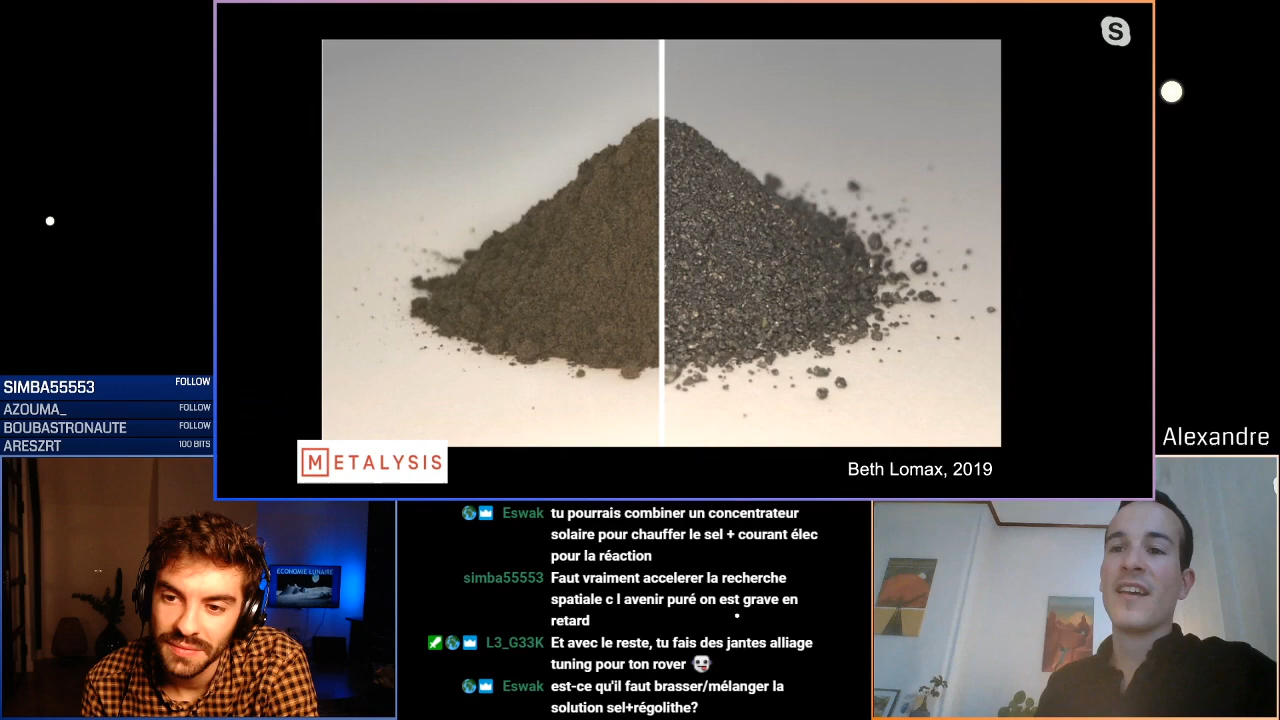 S
METALYSIS
Beth Lomax, 2019
SIMBA55553 FOLLOW
AZOUMA_ FOLLOW
BOUBASTRONAUTE FOLLOW
ARESZRT 100 BITS
Alexandre
ECONOMIE LUNAIRE
Eswak tu pourrais combiner un concentrateur
solaire pour chauffer le sel + courant élec
pour la réaction
simba55553 Faut vraiment accelerer la recherche
spatiale c l avenir puré on est grave en
retard
L3_G33K Et avec le reste, tu fais des jantes alliage
tuning pour ton rover
Eswak est-ce qu'il faut brasser/mélanger la
solution sel+régolithe?